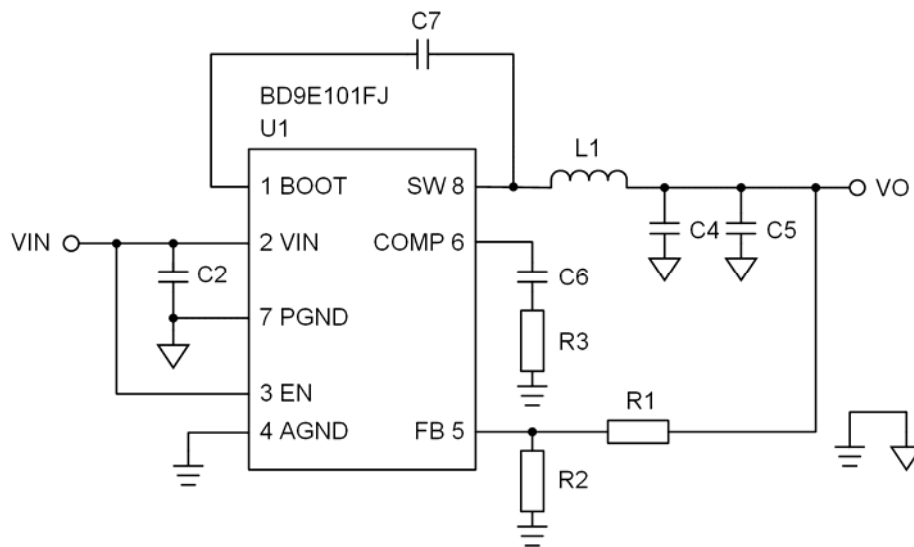 C7
BD9E101FJ
U1
L1
1 BOOT
SW 8
VO
VIN
2 VIN
COMP 6
C4
C5
C2
C6
7 PGND
R3
3 EN
R1
4 AGND
FB 5
R2